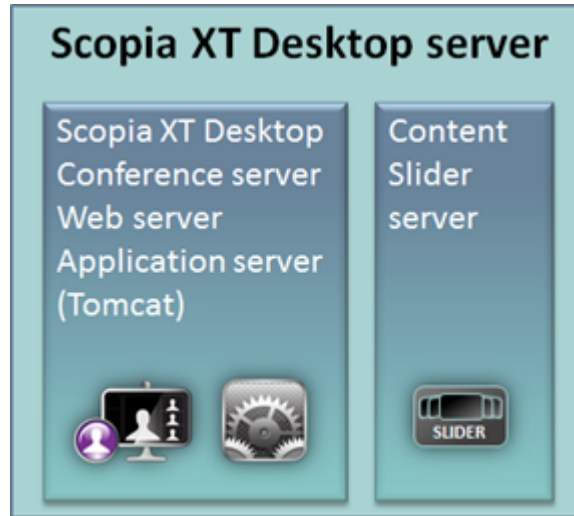 Scopia XT Desktop server
Scopia XT Desktop
Conference server
Web server
Application server
(Tomcat)
Content
Slider
server
SLIDER